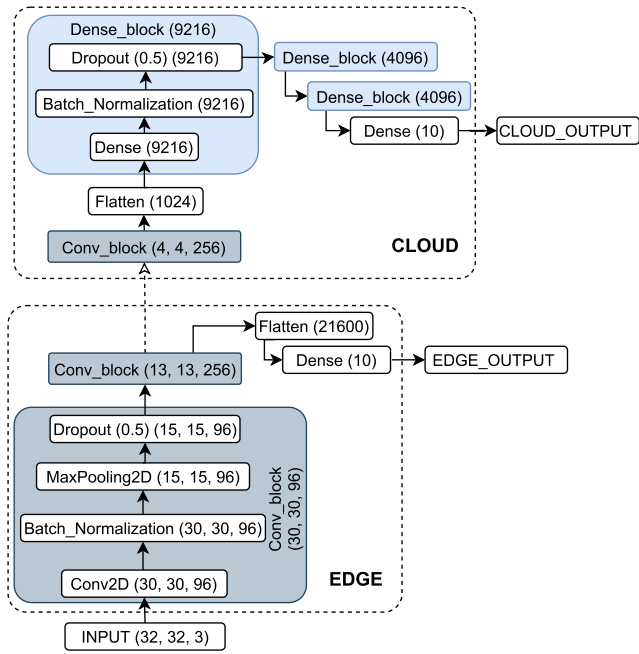 Dense_block (9216)
Dropout (0.5) (9216)
Batch_Normalization (9216)
Dense (9216)
Flatten (1024)
Conv_block (4, 4, 256)
Dense_block (4096)
Dense_block (4096)
Dense (10)
CLOUD_OUTPUT
CLOUD
Flatten (21600)
Dense (10)
EDGE_OUTPUT
Conv_block (13, 13, 256)
Dropout (0.5) (15, 15, 96)
MaxPooling2D (15, 15, 96)
Batch_Normalization (30, 30, 96)
Conv2D (30, 30, 96)
Conv_block
(30, 30, 96)
EDGE
INPUT (32, 32, 3)